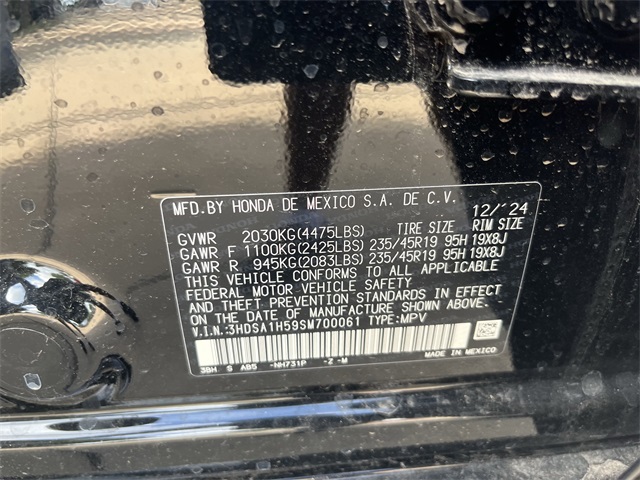 MFD.BY HONDA DE MEXICO S.A. DE C.V. 12/'24
GVWR 2030KG(4475LBS) TIRE SIZE RIM SIZE
GAWR F 1100KG(2425LBS) 235/45R19 95H 19X8J
GAWR R 945KG(2083LBS) 235/45R19 95H 19X8J
THIS VEHICLE CONFORMS TO ALL APPLICABLE
FEDERAL MOTOR VEHICLE SAFETY
AND THEFT PREVENTION STANDARDS IN EFFECT
ON THE DATE OF MANUFACTURE SHOWN ABOVE.
V.I.N.:3HDSA1H59SM700061 TYPE:MPV
MADE IN MEXICO
3BH S AB5 -NH731P -Z -M